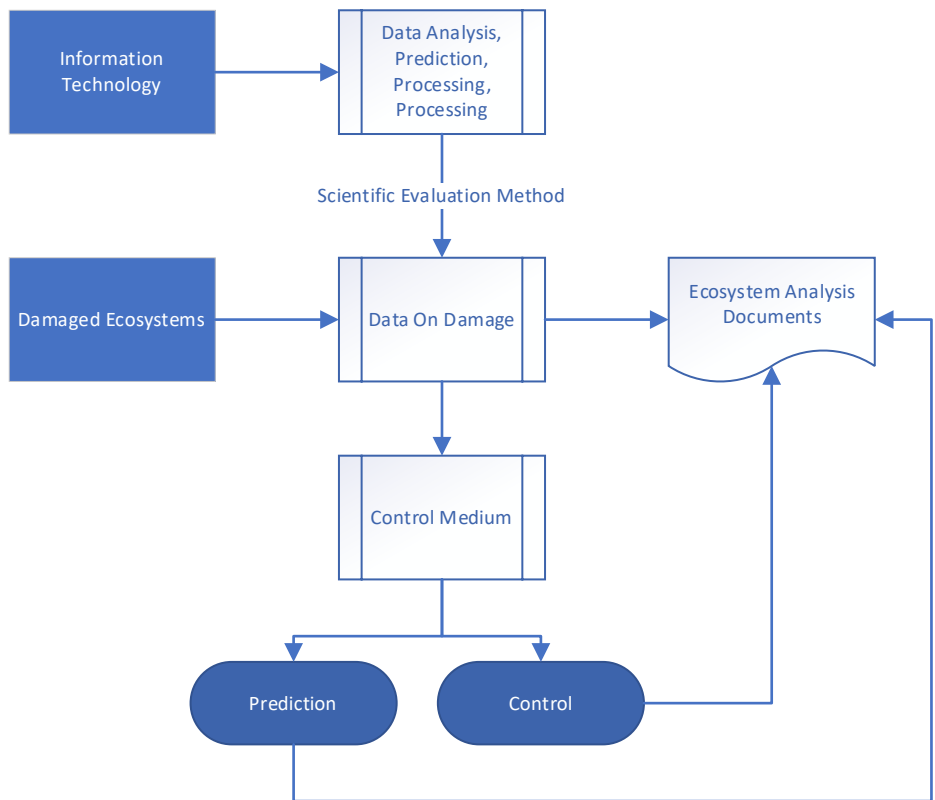 Information
Technology
Data Analysis,
Prediction,
Processing,
Processing
Scientific Evaluation Method
Damaged Ecosystems
Data On Damage
Ecosystem Analysis
Documents
Control Medium
Prediction
Control